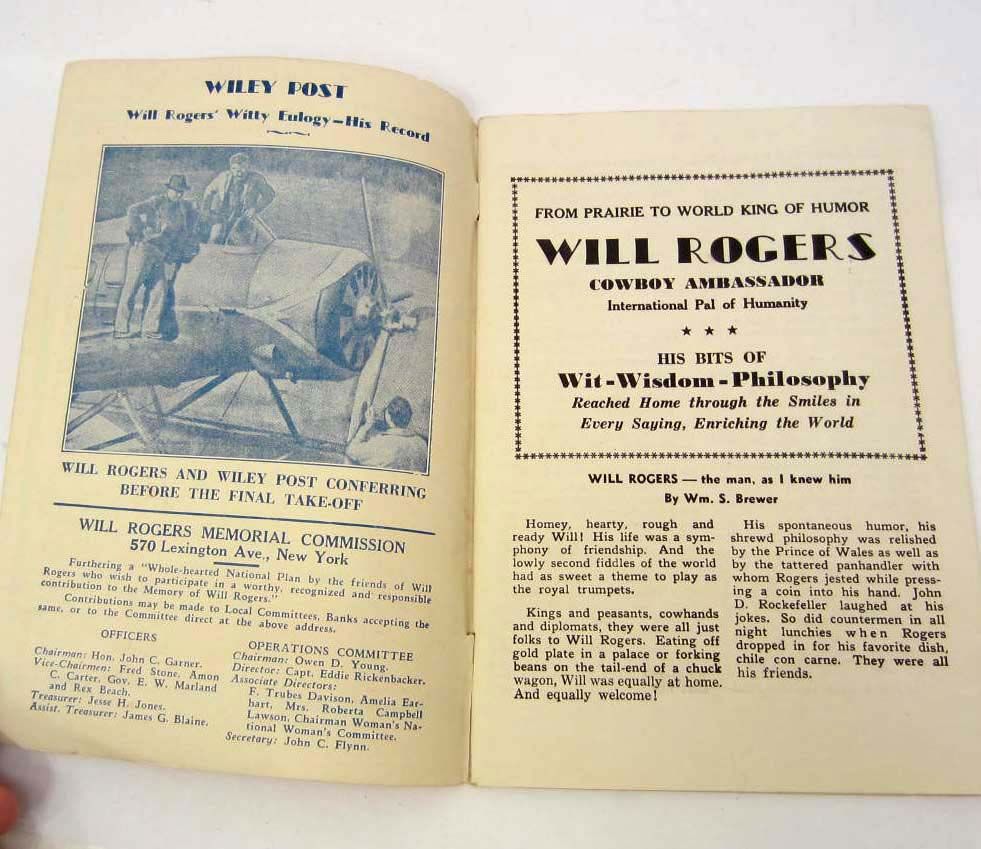 WILEY POST
Will Rogers' Witty Eulogy—His Record
WILL ROGERS AND WILEY POST CONFERRING
BEFORE THE FINAL TAKE-OFF
WILL ROGERS MEMORIAL COMMISSION
570 Lexington Ave., New York
Furthering a "Whole-hearted National Plan by the friends of Will
Rogers who wish to participate in a worthy, recognized and responsible
contribution to the Memory of Will Rogers."
Contributions may be made to Local Committees, Banks accepting the
same, or to the Committee direct at the above address.
OFFICERS
Chairman: Hon. John C. Garner.
Vice-Chairmen: Fred Stone, Amon
C. Carter, Gov. E. W. Marland
and Rex Beach.
Treasurer: Jesse H. Jones.
Assist. Treasurer: James G. Blaine.
OPERATIONS COMMITTEE
Chairman: Owen D. Young.
Director: Capt. Eddie Rickenbacker.
Associate Directors:
F. Trubes Davison, Amelia Ear-
hart, Mrs. Roberta Campbell
Lawson, Chairman Woman's Na-
tional Woman's Committee.
Secretary: John C. Flynn.
FROM PRAIRIE TO WORLD KING OF HUMOR
WILL ROGERS
COWBOY AMBASSADOR
International Pal of Humanity
★ ★ ★
HIS BITS OF
Wit-Wisdom-Philosophy
Reached Home through the Smiles in
Every Saying, Enriching the World
WILL ROGERS — the man, as I knew him
By Wm. S. Brewer
Homey, hearty, rough and
ready Will! His life was a sym-
phony of friendship. And the
lowly second fiddles of the world
had as sweet a theme to play as
the royal trumpets.
Kings and peasants, cowhands
and diplomats, they were all just
folks to Will Rogers. Eating off
gold plate in a palace or forking
beans on the tail-end of a chuck
wagon, Will was equally at home.
And equally welcome!
His spontaneous humor, his
shrewd philosophy was relished
by the Prince of Wales as well as
by the tattered panhandler with
whom Rogers jested while press-
ing a coin into his hand. John
D. Rockefeller laughed at his
jokes. So did countermen in all
night lunchies when Rogers
dropped in for his favorite dish,
chile con carne. They were all
his friends.